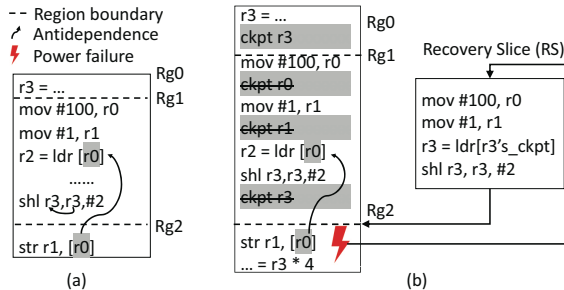 Region boundary
Antidependence
Power failure
Rg0
r3 = ...
Rg1
mov #100, r0
mov #1, r1
r2 = ldr [r0]
......
shl r3,r3,#2
Rg2
str r1, [r0]
(a)
r3 = ...
Rg0
ckpt r3
Rg1
mov #100, r0
ckpt r0
mov #1, r1
ckpt r1
r2 = ldr [r0]
shl r3,r3,#2
ckpt r3
Rg2
str r1, [r0]
... = r3 * 4
Recovery Slice (RS)
mov #100, r0
mov #1, r1
r3 = ldr[r3's_ckpt]
shl r3, r3, #2
(b)